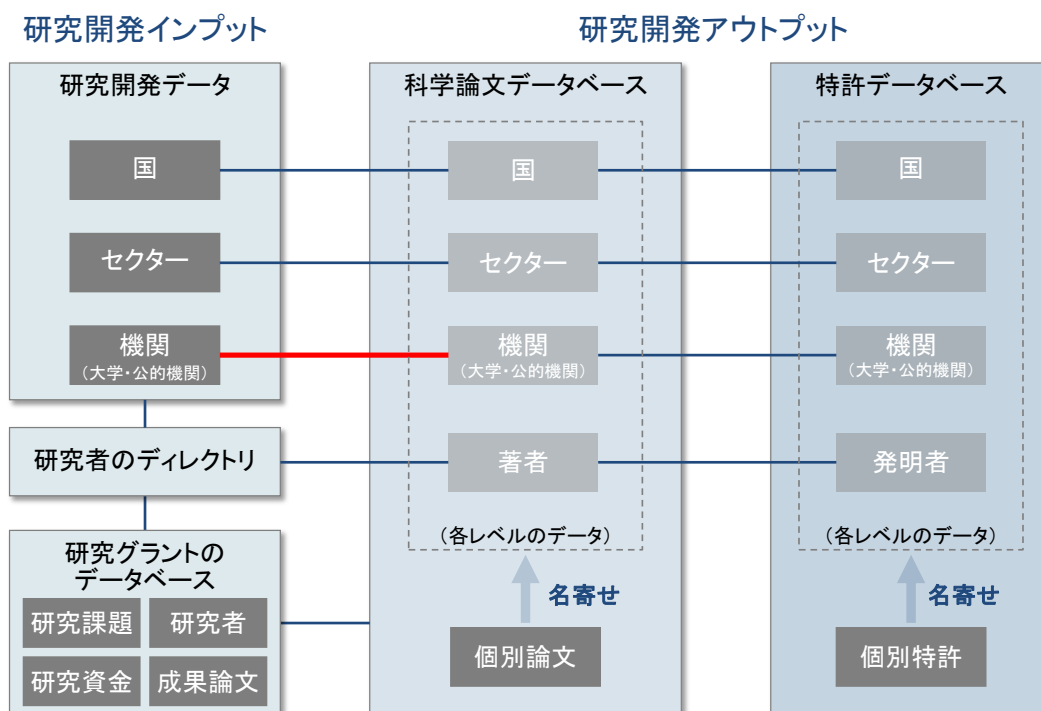 研究開発インプット
研究開発アウトプット
研究開発データ
国
セクター
機関
(大学・公的機関)
研究者のディレクトリ
研究グラントの
データベース
研究課題
研究者
研究資金
成果論文
科学論文データベース
国
セクター
機関
(大学・公的機関)
著者
(各レベルのデータ)
名寄せ
個別論文
特許データベース
国
セクター
機関
(大学・公的機関)
発明者
(各レベルのデータ)
名寄せ
個別特許